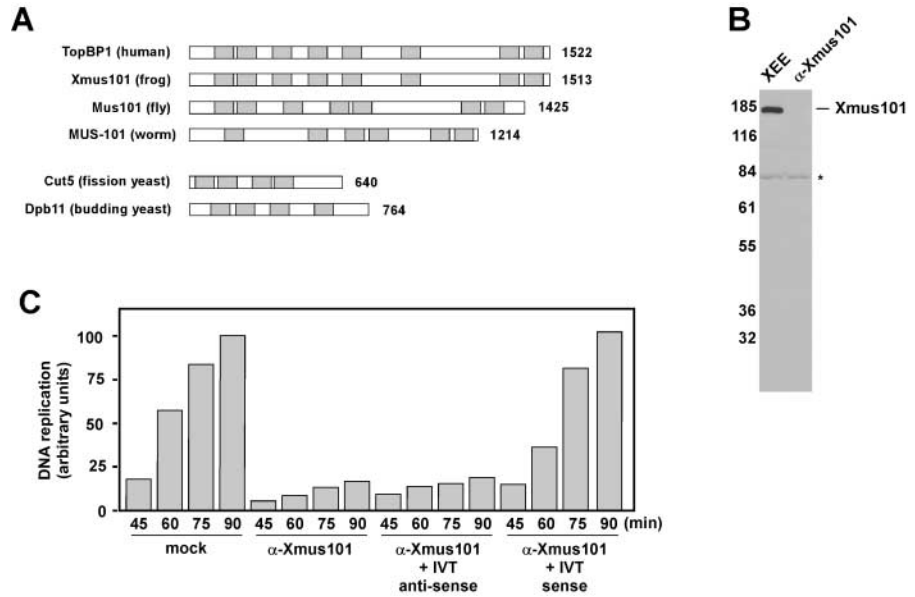 A
TopBP1 (human) 1522
Xmus101 (frog) 1513
Mus101 (fly) 1425
MUS-101 (worm) 1214
Cut5 (fission yeast) 640
Dpb11 (budding yeast) 764
B
XEE α-Xmus101
185 — Xmus101
116
84 *
61
55
36
32
C
DNA replication
(arbitrary units)
100
75
50
25
0
45 60 75 90 45 60 75 90 45 60 75 90 45 60 75 90 (min)
mock α-Xmus101 α-Xmus101 α-Xmus101
+ IVT + IVT
anti-sense sense